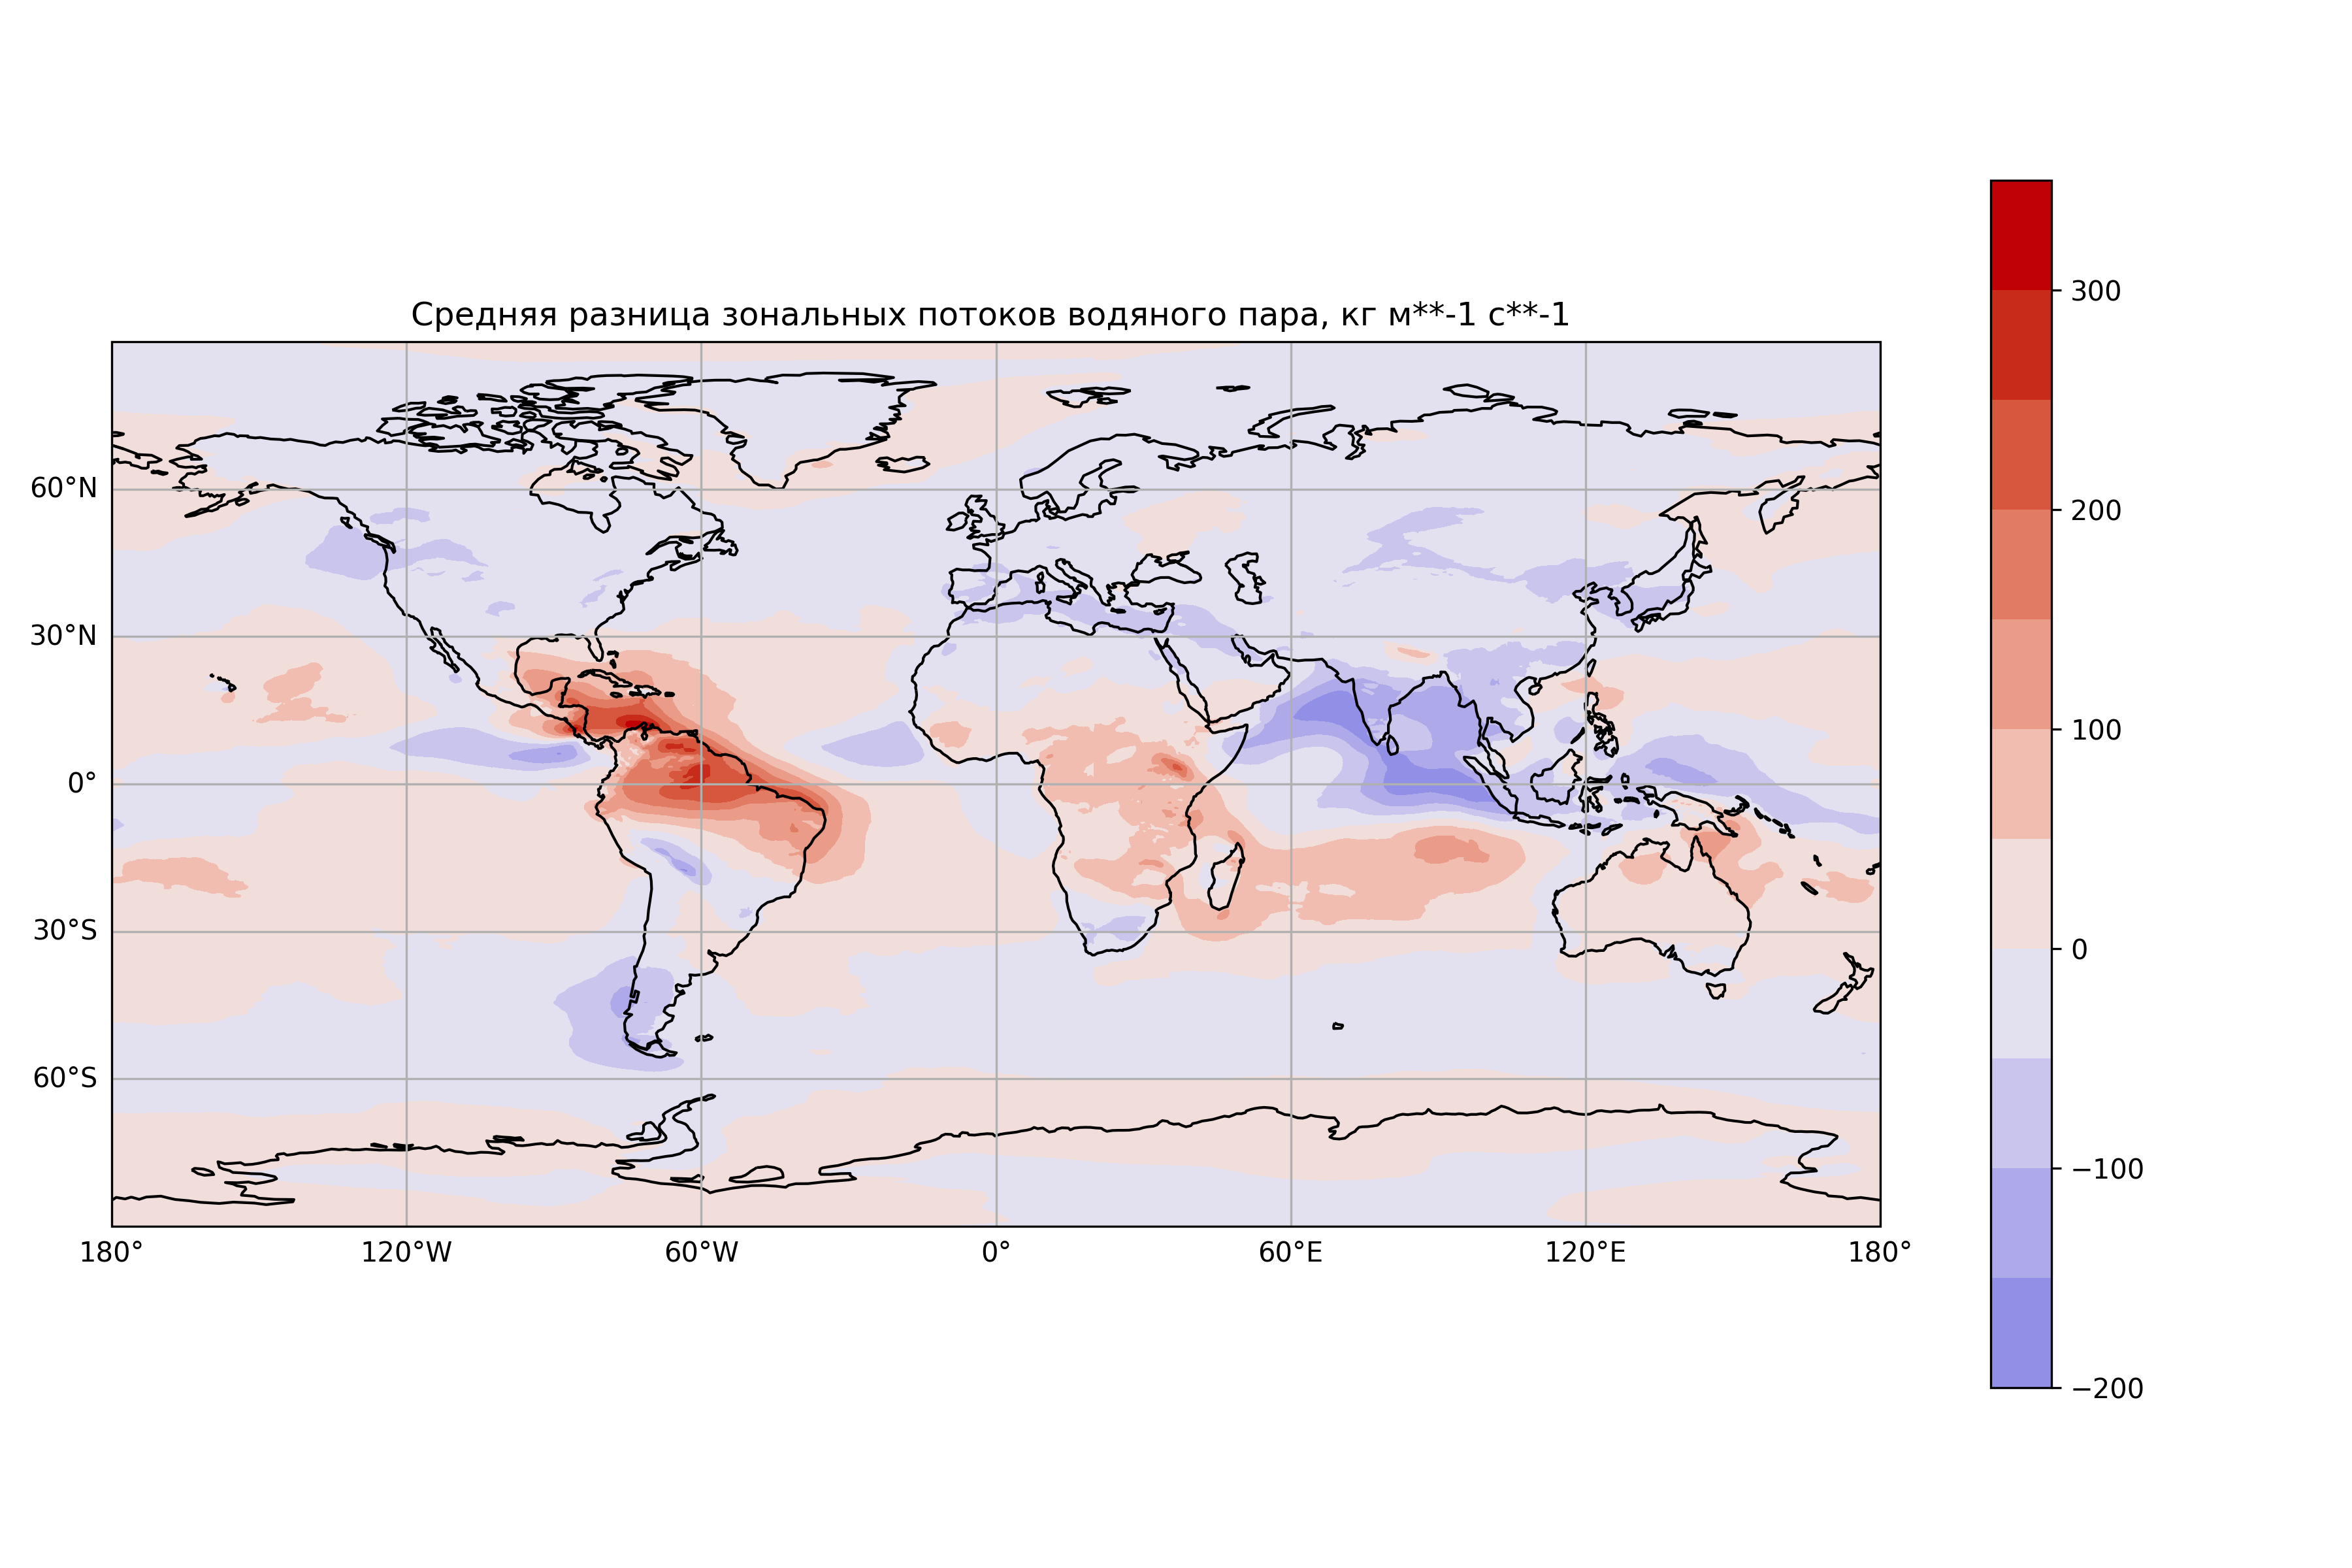 Средняя разница зональных потоков водяного пара, кг м**-1 с**-1
60°N
30°N
0°
30°S
60°S
180°
120°W
60°W
0°
60°E
120°E
180°
300
200
100
0
−100
−200